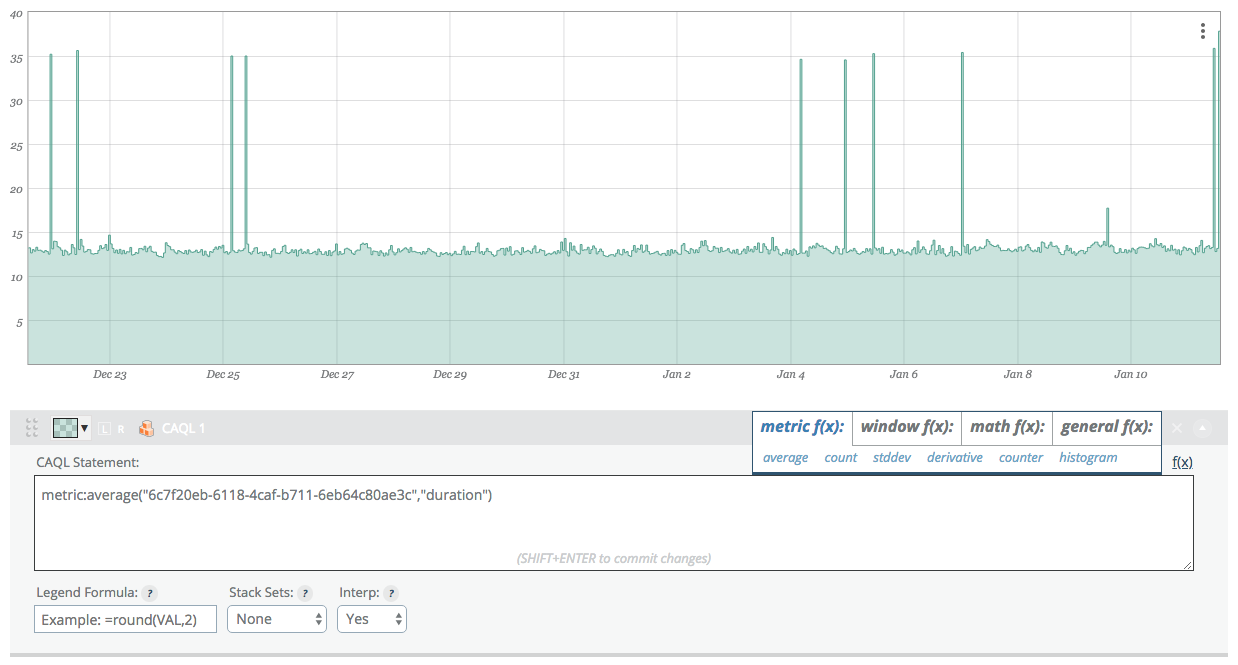 40
35
30
25
20
15
10
5
Dec 23 Dec 25 Dec 27 Dec 29 Dec 31 Jan 2 Jan 4 Jan 6 Jan 8 Jan 10
L R CAQL 1
metric f(x): window f(x): math f(x): general f(x):
average count stddev derivative counter histogram
f(x)
CAQL Statement:
metric:average("6c7f20eb-6118-4caf-b711-6eb64c80ae3c","duration")
(SHIFT+ENTER to commit changes)
Legend Formula: ? Stack Sets: ? Interp: ?
Example: =round(VAL,2) None Yes